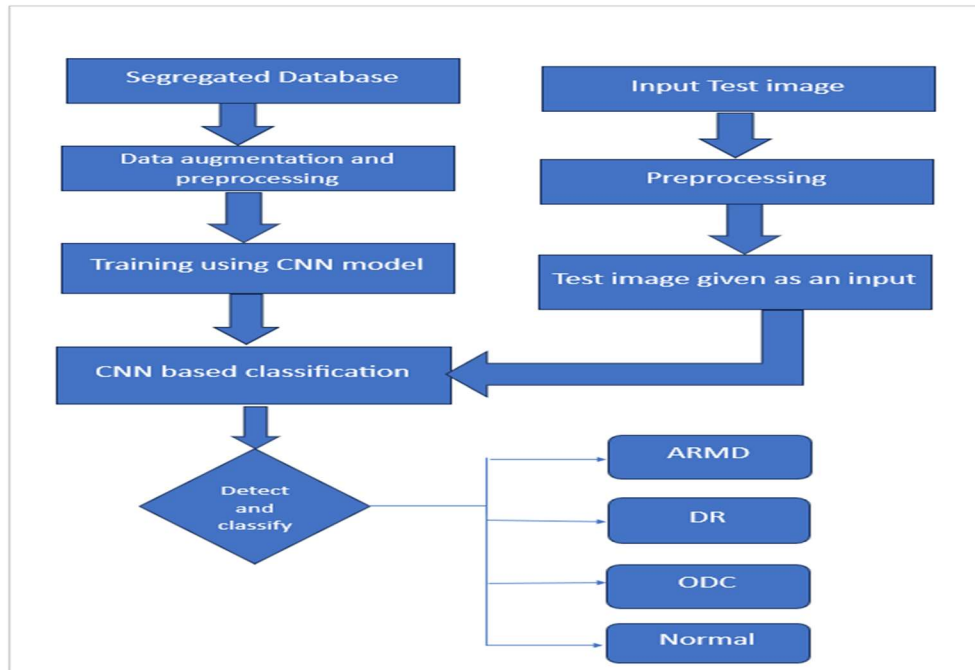 Segregated Database
Data augmentation and
preprocessing
Training using CNN model
CNN based classification
Detect
and
classify
Input Test image
Preprocessing
Test image given as an input
ARMD
DR
ODC
Normal